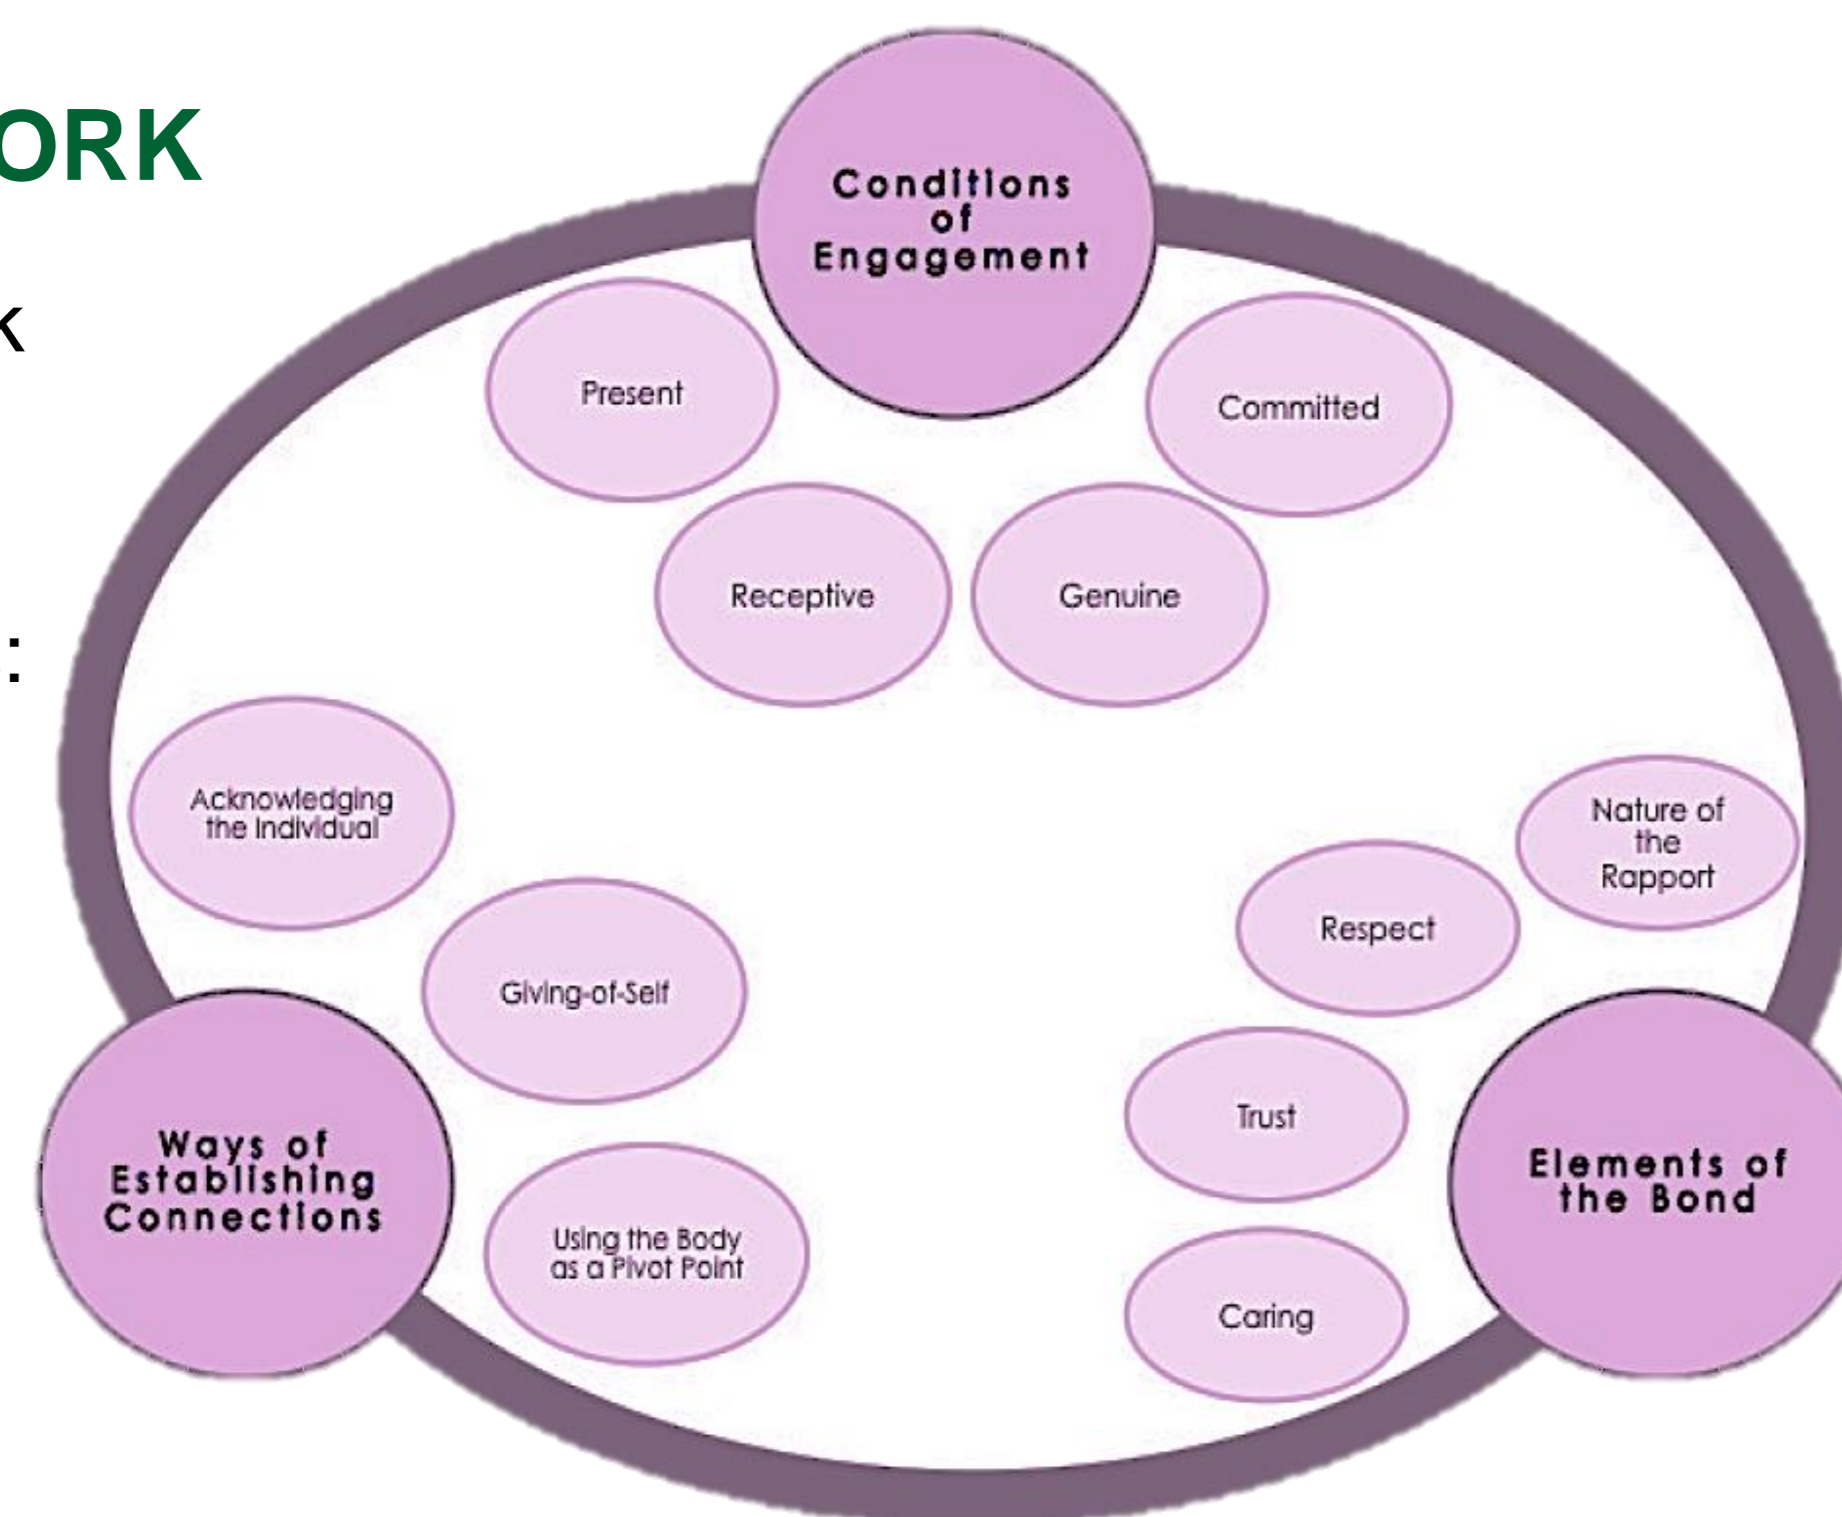 ORK
k
:
Conditions
of
Engagement
Present
Committed
Receptive
Genuine
Acknowledging
the Individual
Giving-of-Self
Using the Body
as a Pivot Point
Ways of
Establishing
Connections
Nature of
the
Rapport
Respect
Trust
Caring
Elements of
the Bond